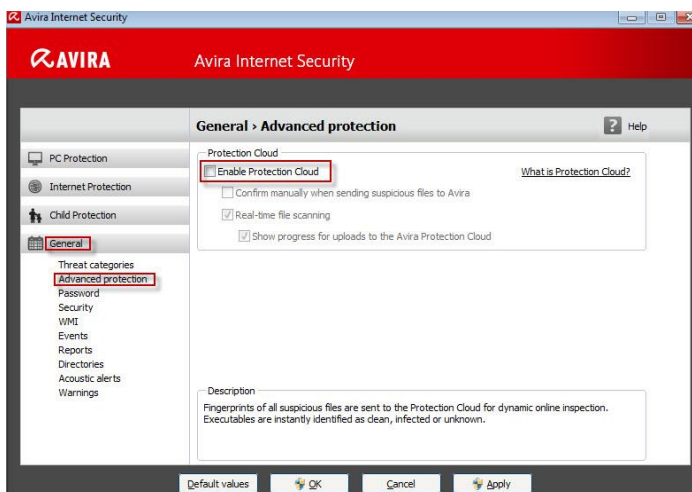 Avira Internet Security
AVIRA
Avira Internet Security
General › Advanced protection
Help
PC Protection
Internet Protection
Child Protection
General
Threat categories
Advanced protection
Password
Security
WMI
Events
Reports
Directories
Acoustic alerts
Warnings
Protection Cloud
Enable Protection Cloud
What is Protection Cloud?
Confirm manually when sending suspicious files to Avira
Real-time file scanning
Show progress for uploads to the Avira Protection Cloud
Description
Fingerprints of all suspicious files are sent to the Protection Cloud for dynamic online inspection.
Executables are instantly identified as clean, infected or unknown.
Default values
OK
Cancel
Apply